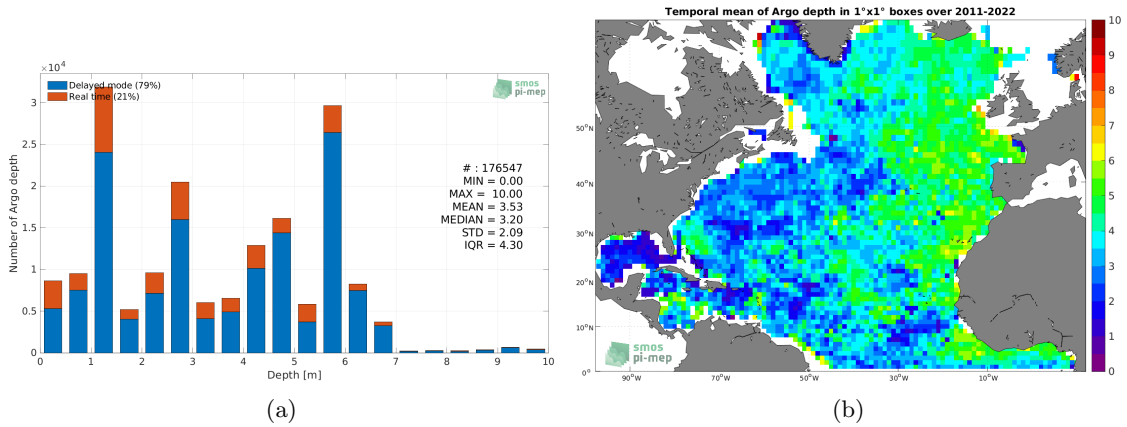 ×10⁴
3
2.5
2
1.5
1
0.5
0
Number of Argo depth
Delayed mode (79%)
Real time (21%)
smos
pi-mep
# : 176547
MIN = 0.00
MAX = 10.00
MEAN = 3.53
MEDIAN = 3.20
STD = 2.09
IQR = 4.30
0 1 2 3 4 5 6 7 8 9 10
Depth [m]
(a)
Temporal mean of Argo depth in 1°x1° boxes over 2011-2022
50°N
40°N
30°N
20°N
10°N
0°
90°W 70°W 50°W 30°W 10°W
smos
pi-mep
10
9
8
7
6
5
4
3
2
1
0
(b)